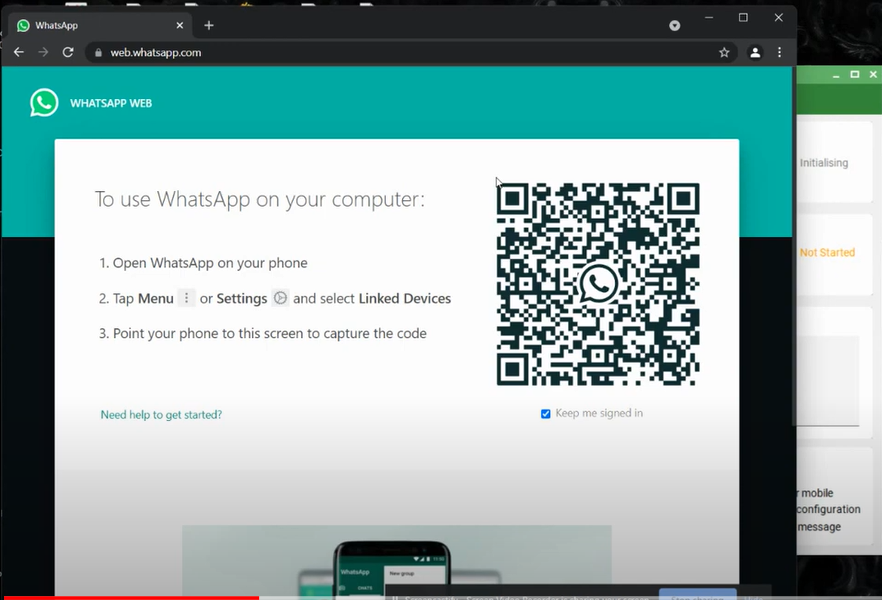 WhatsApp
web.whatsapp.com
WHATSAPP WEB
To use WhatsApp on your computer:
1. Open WhatsApp on your phone
2. Tap Menu or Settings and select Linked Devices
3. Point your phone to this screen to capture the code
Need help to get started?
Keep me signed in
Initialising
Not Started
mobile
configuration
message
WhatsApp
New group
CHATS